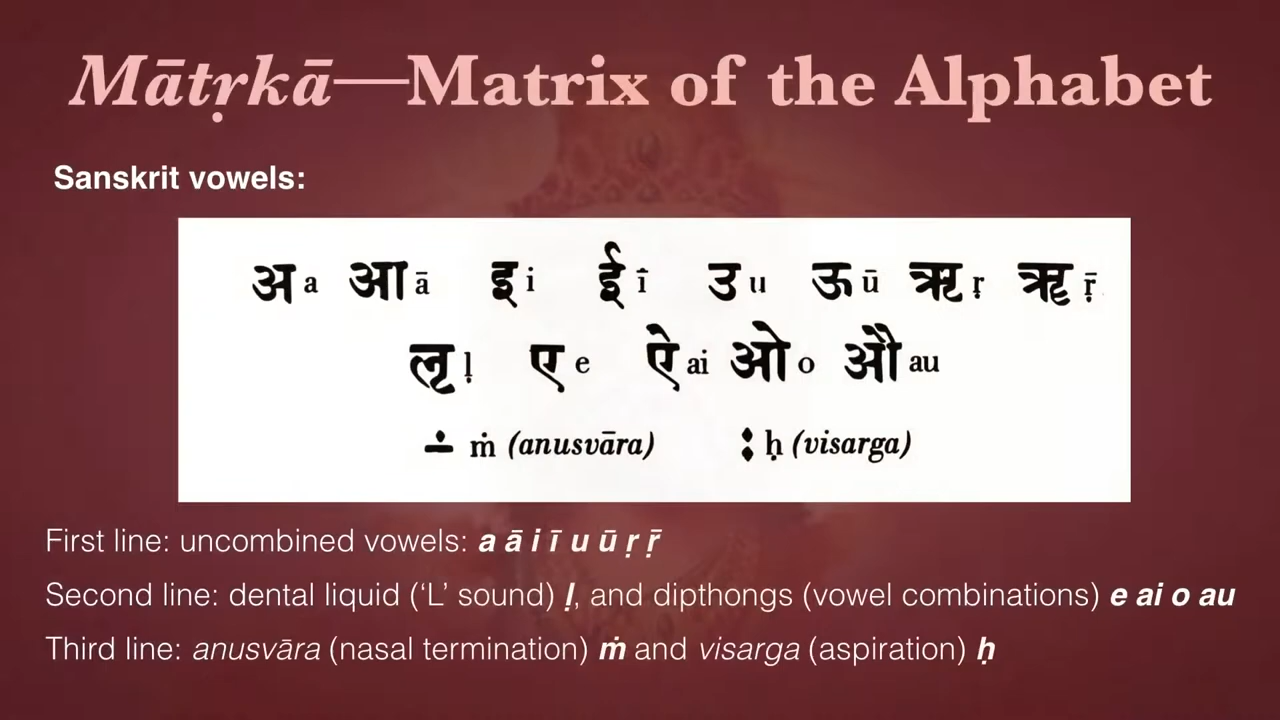 Mātṛkā—Matrix of the Alphabet
Sanskrit vowels:
अ a आ ā इ i ई ī उ u ऊ ū ऋ ṛ ॠ ṝ
ऌ ḷ ए e ऐ ai ओ o औ au
∸ ṁ (anusvāra) ः ḥ (visarga)
First line: uncombined vowels: a ā i ī u ū ṛ ṝ
Second line: dental liquid (‘L’ sound) ḷ, and dipthongs (vowel combinations) e ai o au
Third line: anusvāra (nasal termination) ṁ and visarga (aspiration) ḥ